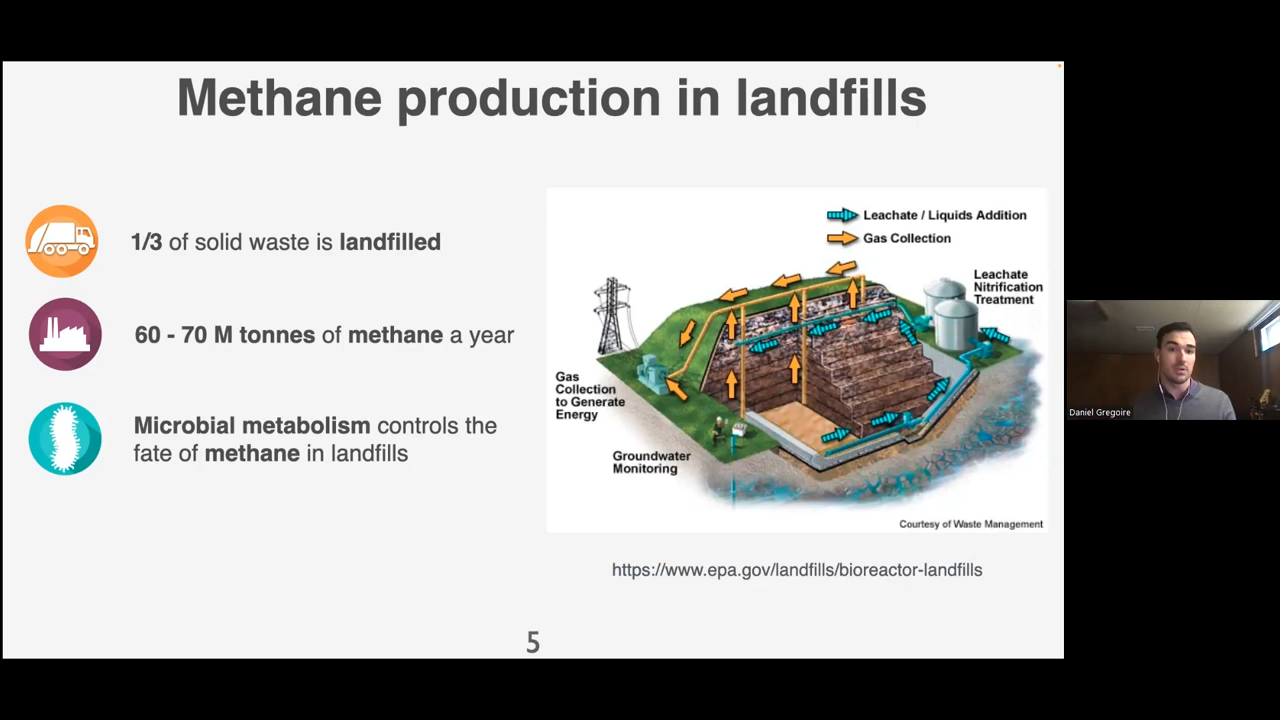 Methane production in landfills
1/3 of solid waste is landfilled
60 - 70 M tonnes of methane a year
Microbial metabolism controls the
fate of methane in landfills
Leachate / Liquids Addition
Gas Collection
Leachate
Nitrification
Treatment
Gas
Collection
to Generate
Energy
Groundwater
Monitoring
Courtesy of Waste Management
https://www.epa.gov/landfills/bioreactor-landfills
5
Daniel Gregoire